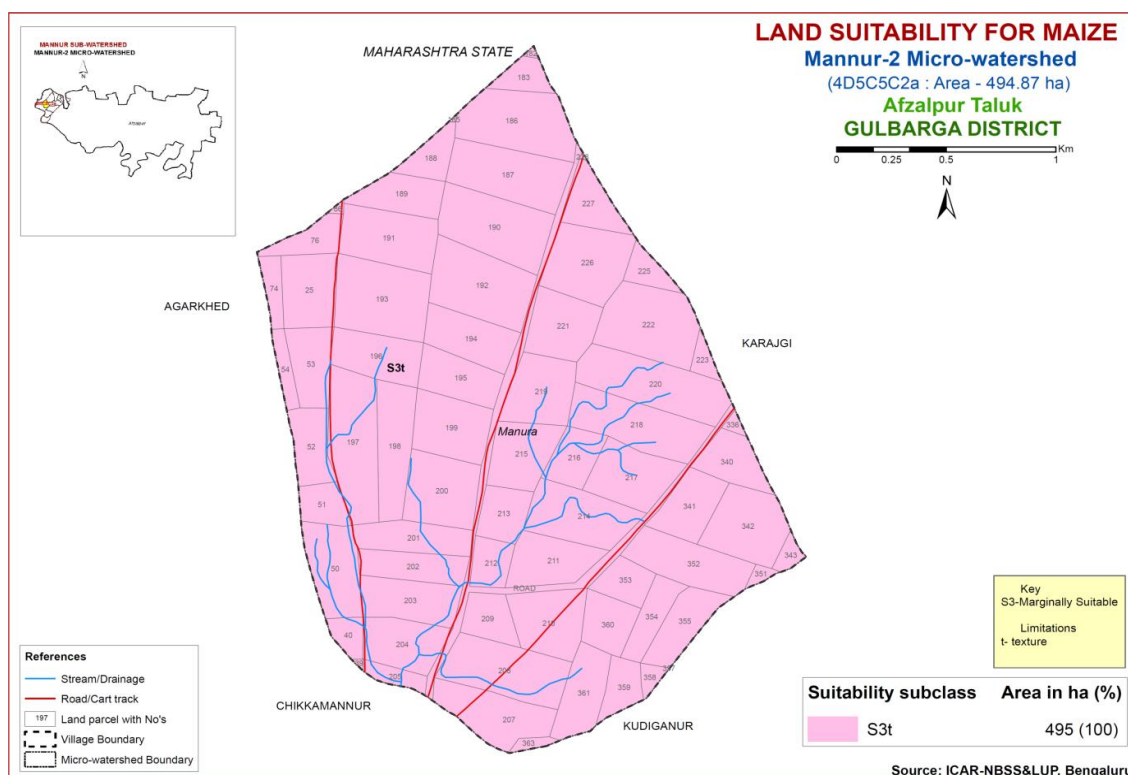 LAND SUITABILITY FOR MAIZE
Mannur-2 Micro-watershed
(4D5C5C2a : Area - 494.87 ha)
Afzalpur Taluk
GULBARGA DISTRICT
0 0.25 0.5 1 Km
N
MANNUR SUB-WATERSHED
MANNUR-2 MICRO-WATERSHED
N
MAHARASHTRA STATE
183
186
188
187
227
189
76
191
190
226
225
74
25
193
192
221
222
AGARKHED
KARAJGI
194
223
54
53
196
S3t
195
220
219
218
336
52
197
198
199
Manura
215
216
217
340
51
200
213
214
341
342
201
343
50
202
212
211
352
351
ROAD
353
203
209
210
354
355
360
40
204
205
206
361
359
358
CHIKKAMANNUR
207
KUDIGANUR
363
Key
S3-Marginally Suitable
Limitations
t- texture
References
Stream/Drainage
Road/Cart track
197 Land parcel with No's
Village Boundary
Micro-watershed Boundary
Suitability subclass Area in ha (%)
S3t 495 (100)
Source: ICAR-NBSS&LUP, Bengaluru